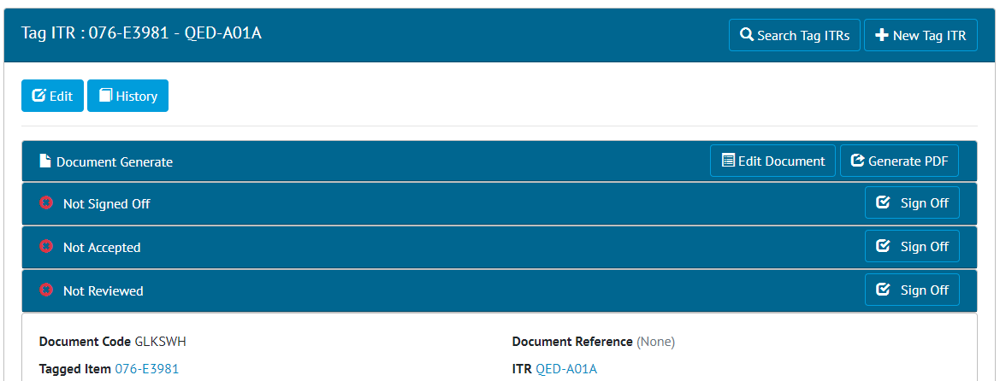 Tag ITR : 076-E3981 - QED-A01A Search Tag ITRs New Tag ITR
Edit History
Document Generate Edit Document Generate PDF
Not Signed Off Sign Off
Not Accepted Sign Off
Not Reviewed Sign Off
Document Code GLKSWH Document Reference (None)
Tagged Item 076-E3981 ITR QED-A01A